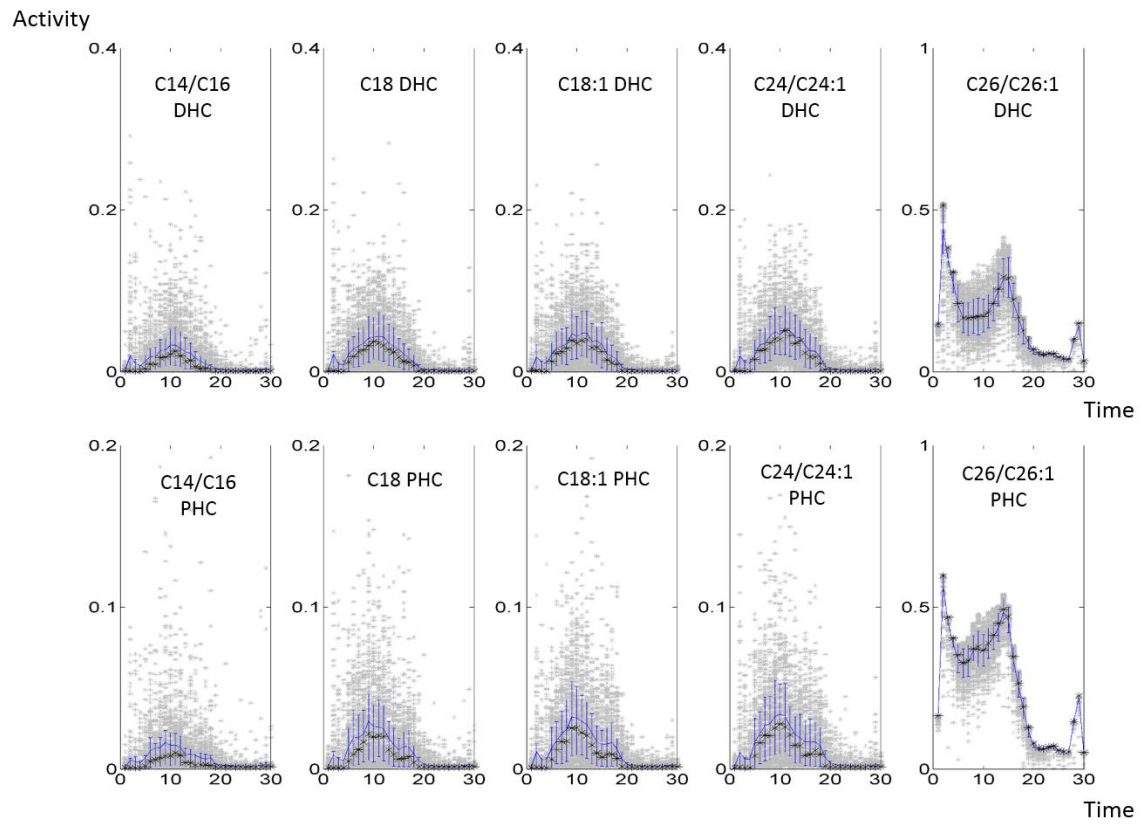 Activity
0.4 0.4 0.4 0.4 1
C14/C16 C18 DHC C18:1 DHC C24/C24:1 C26/C26:1
DHC DHC DHC
0.2 0.2 0.2 0.2 0.5
0 0 0 0 0
0 10 20 30 0 10 20 30 0 10 20 30 0 10 20 30 0 10 20 30
Time
0.2 0.2 0.2 0.2 1
C14/C16 C18 PHC C18:1 PHC C24/C24:1 C26/C26:1
PHC PHC PHC
0.1 0.1 0.1 0.1 0.5
0 0 0 0 0
0 10 20 30 0 10 20 30 0 10 20 30 0 10 20 30 0 10 20 30
Time